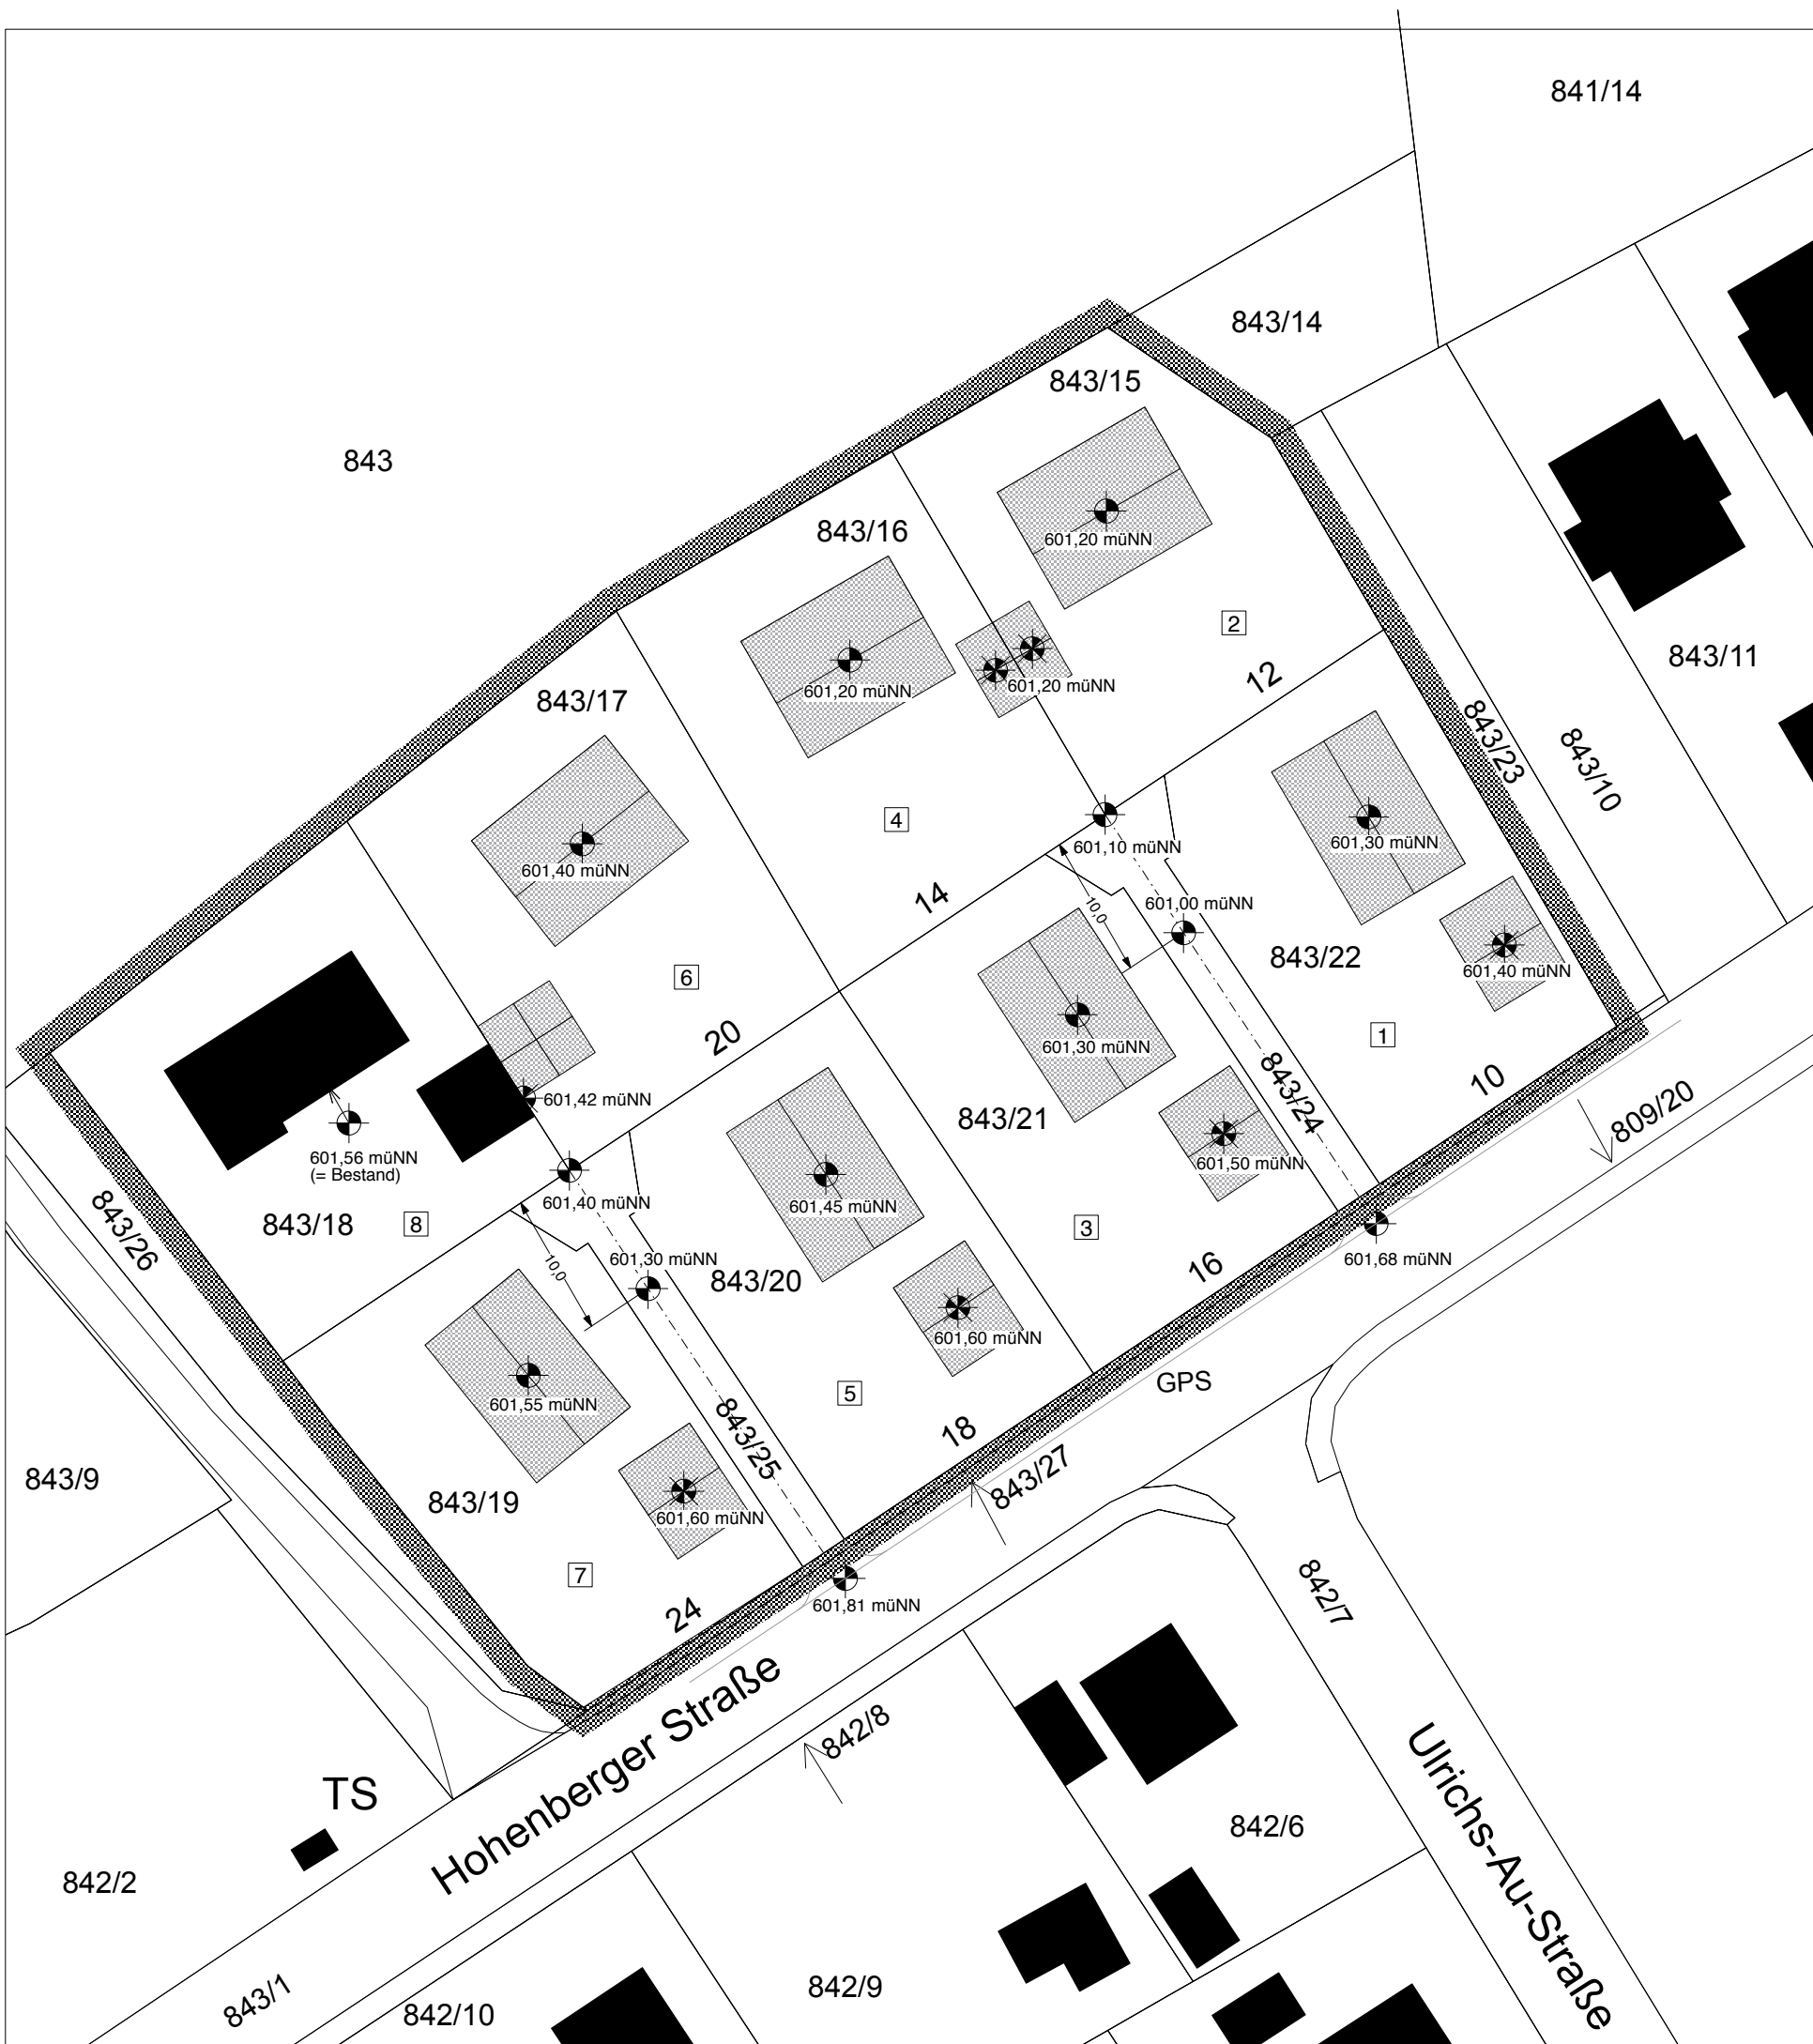 841/14
843/14
843/15
843
843/16
601,20 müNN
2
843/11
843/17
601,20 müNN
601,20 müNN
12
843/23
843/10
4
601,10 müNN
601,30 müNN
601,40 müNN
14
10,0
601,00 müNN
843/22
601,40 müNN
6
20
601,30 müNN
1
10
843/24
809/20
601,42 müNN
843/21
601,56 müNN
(= Bestand)
601,50 müNN
601,40 müNN
601,45 müNN
843/26
843/18
8
3
16
601,68 müNN
10,0
601,30 müNN
843/20
601,60 müNN
GPS
5
601,55 müNN
18
843/25
843/27
843/9
843/19
601,60 müNN
7
24
601,81 müNN
842/7
Hohenberger Straße
842/8
TS
842/6
Ulrichs-Au-Straße
842/2
843/1
842/10
842/9